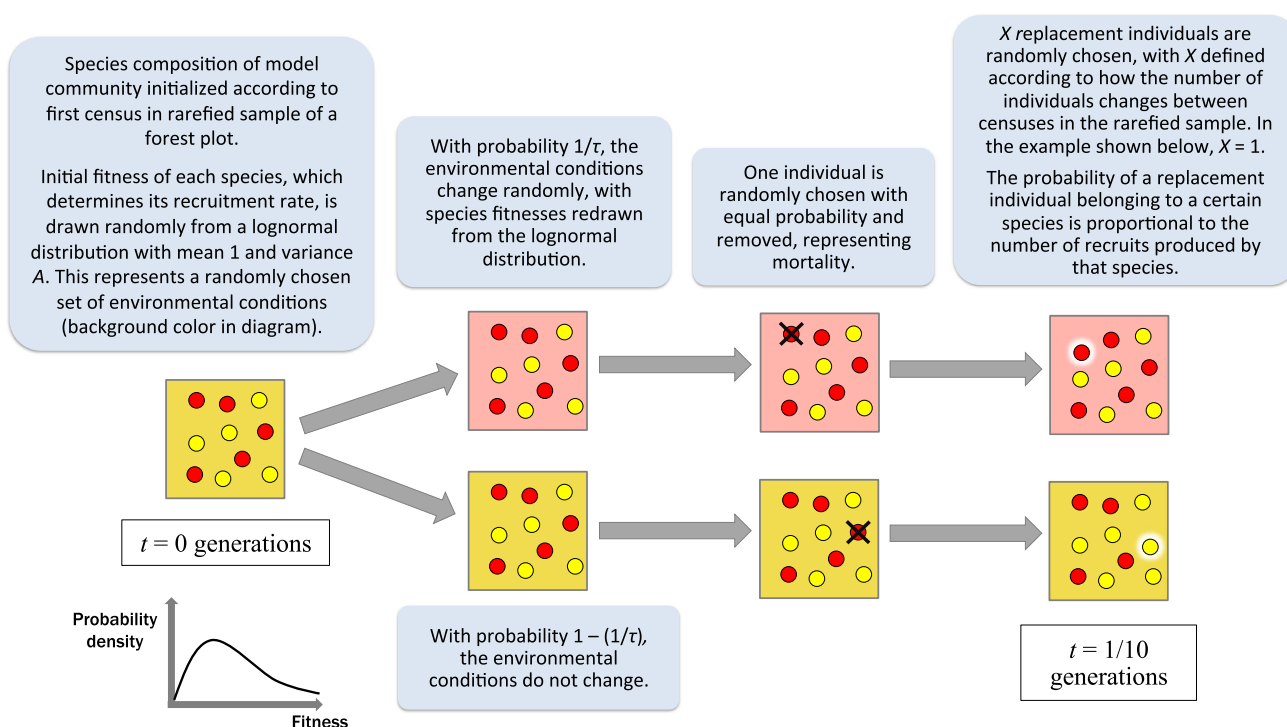 Species composition of model
community initialized according to
first census in rarefied sample of a
forest plot.
Initial fitness of each species, which
determines its recruitment rate, is
drawn randomly from a lognormal
distribution with mean 1 and variance
A. This represents a randomly chosen
set of environmental conditions
(background color in diagram).
With probability 1/τ, the
environmental conditions
change randomly, with
species fitnesses redrawn
from the lognormal
distribution.
One individual is
randomly chosen with
equal probability and
removed, representing
mortality.
X replacement individuals are
randomly chosen, with X defined
according to how the number of
individuals changes between
censuses in the rarefied sample. In
the example shown below, X = 1.
The probability of a replacement
individual belonging to a certain
species is proportional to the
number of recruits produced by
that species.
t = 0 generations
Probability
density
Fitness
With probability 1 – (1/τ),
the environmental
conditions do not change.
t = 1/10
generations